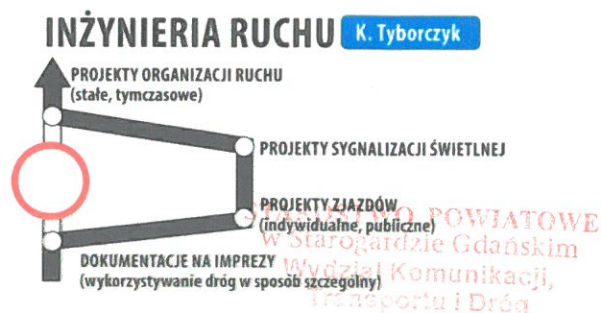 INŻYNIERIA RUCHU K. Tyborczyk
PROJEKTY ORGANIZACJI RUCHU
(stałe, tymczasowe)
PROJEKTY SYGNALIZACJI ŚWIETLNEJ
PROJEKTY ZJAZDÓW
(indywidualne, publiczne)
STAROSTWO POWIATOWE
w Starogardzie Gdańskim
Wydział Komunikacji,
Transportu i Dróg
DOKUMENTACJE NA IMPREZY
(wykorzystywanie dróg w sposób szczególny)